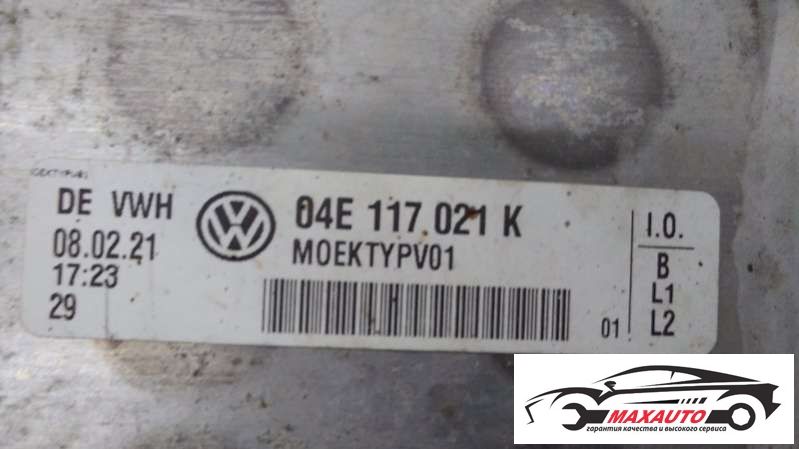 DE VWH
08.02.21
17:23
29
04E 117.021 K
M0EKTYPV01
01
I.O.
B
L1
L2
MAXAUTO
гарантия качества и высокого сервиса